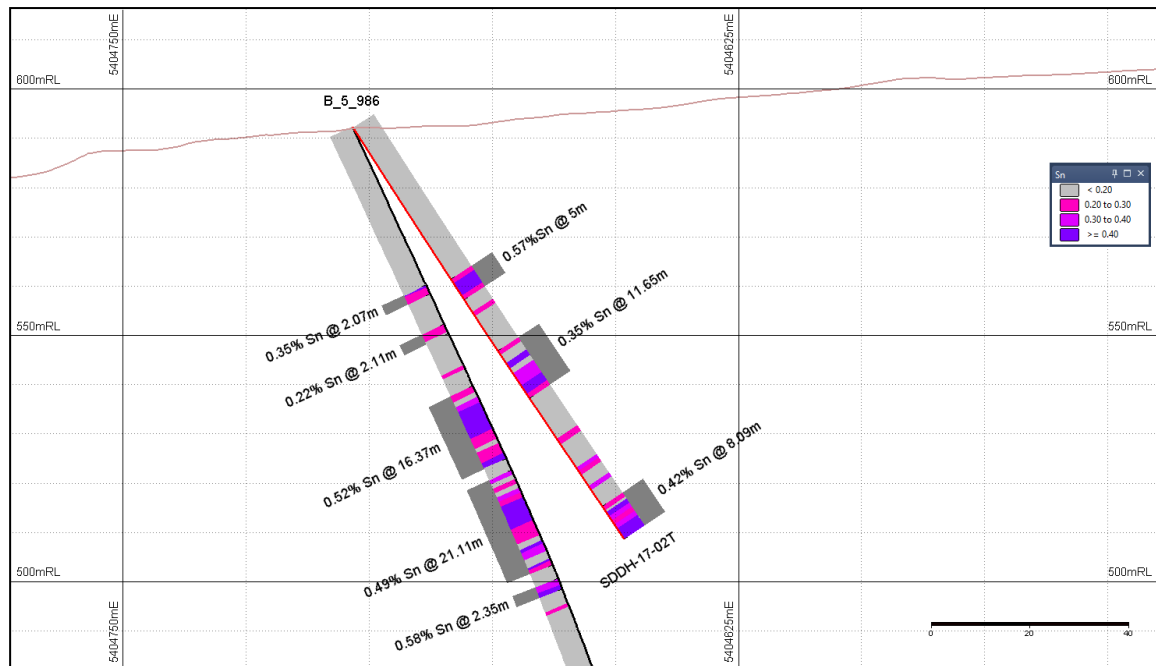 5404750mE
5404625mE
600mRL
600mRL
B_5_986
Sn
< 0.20
0.20 to 0.30
0.30 to 0.40
>= 0.40
0.57%Sn @ 5m
0.35% Sn @ 11.65m
0.35% Sn @ 2.07m
550mRL
550mRL
0.22% Sn @ 2.11m
0.42% Sn @ 8.09m
0.52% Sn @ 16.37m
SDDH-17-02T
0.49% Sn @ 21.11m
500mRL
500mRL
0.58% Sn @ 2.35m
5404750mE
5404625mE
0
20
40